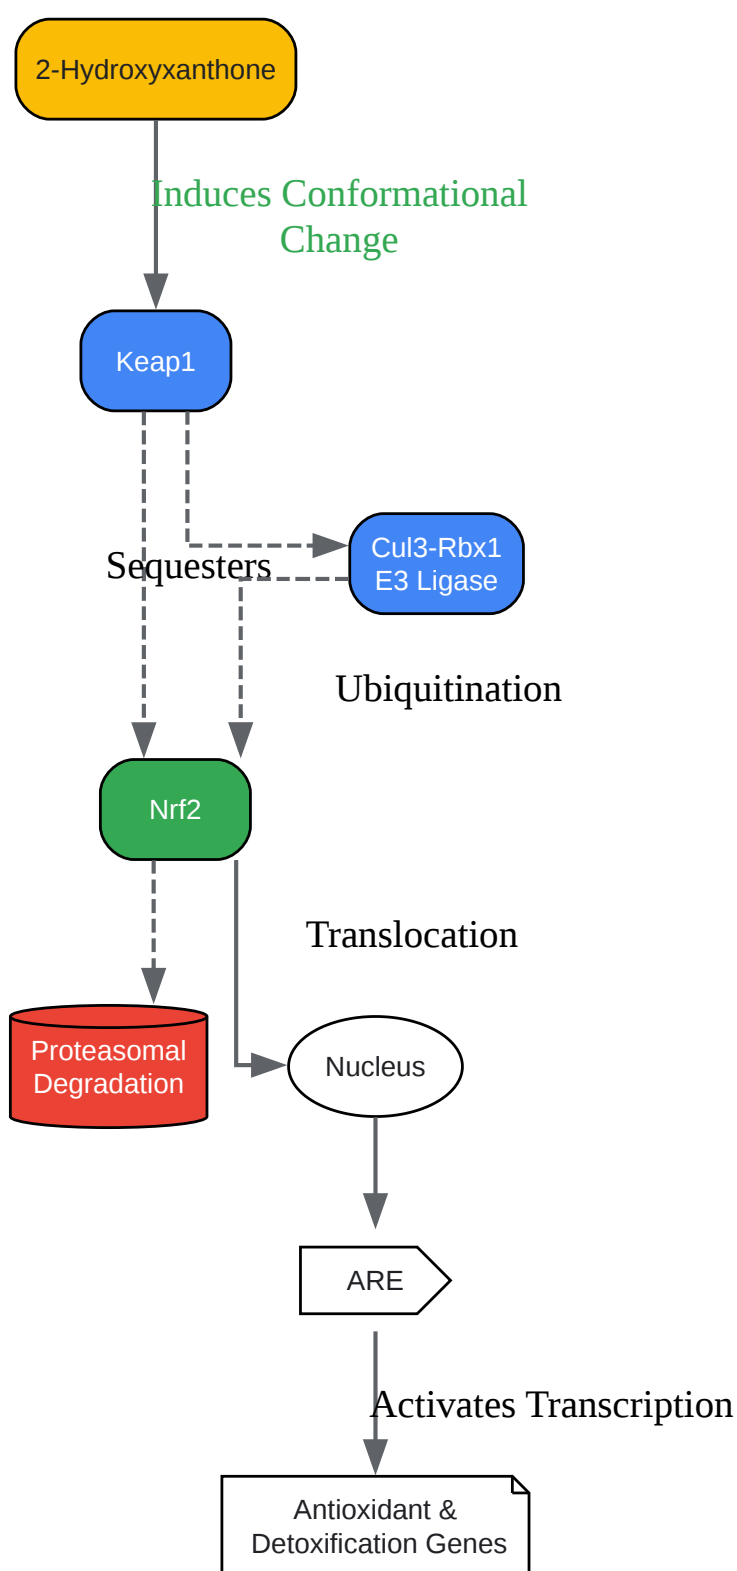 2-Hydroxyxanthone
Induces Conformational
Change
Keap1
Cul3-Rbx1
E3 Ligase
Sequesters
Ubiquitination
Nrf2
Translocation
Proteasomal
Degradation
Nucleus
ARE
Activates Transcription
Antioxidant &
Detoxification Genes